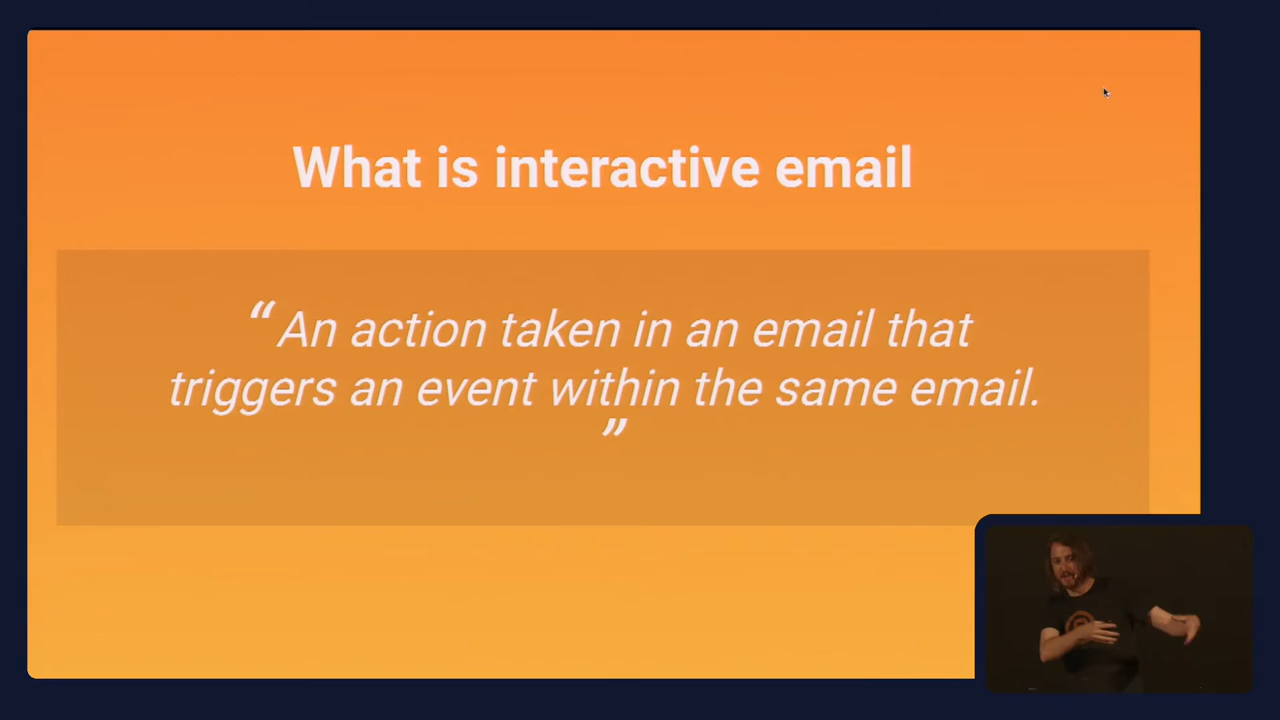 What is interactive email
“An action taken in an email that
triggers an event within the same email.
”